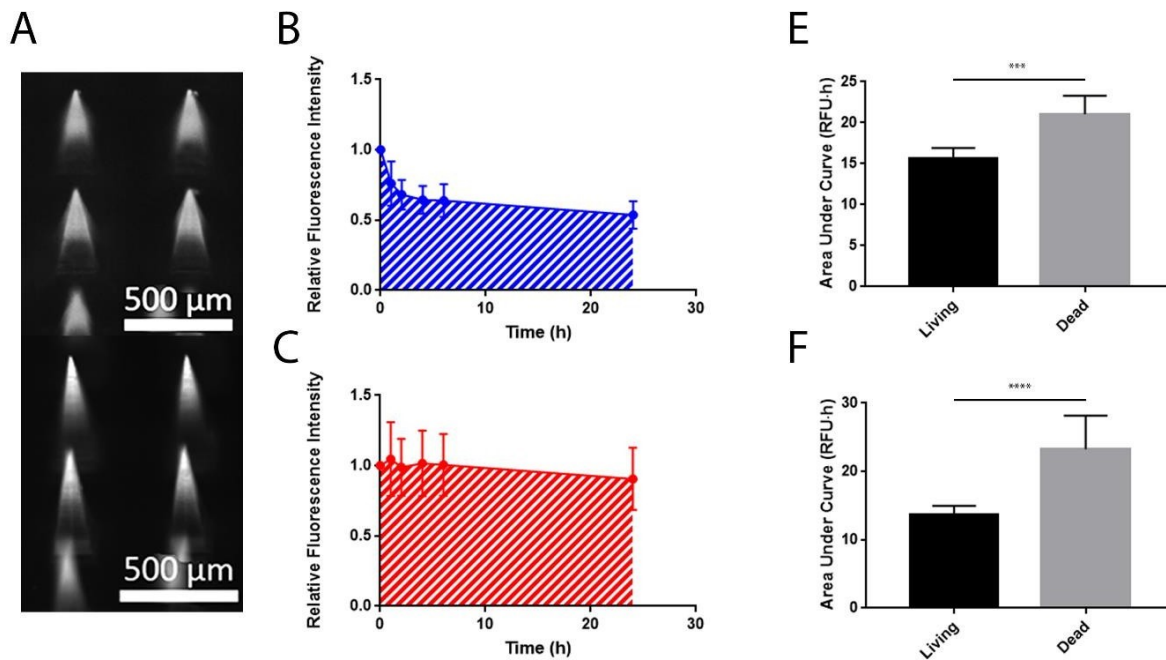 A
500 µm
500 µm
B
Relative Fluorescence Intensity
1.5
1.0
0.5
0.0
0
10
20
30
Time (h)
C
Relative Fluorescence Intensity
1.5
1.0
0.5
0.0
0
10
20
30
Time (h)
E
***
Area Under Curve (RFU·h)
25
20
15
10
5
0
Living
Dead
F
****
Area Under Curve (RFU·h)
30
20
10
0
Living
Dead